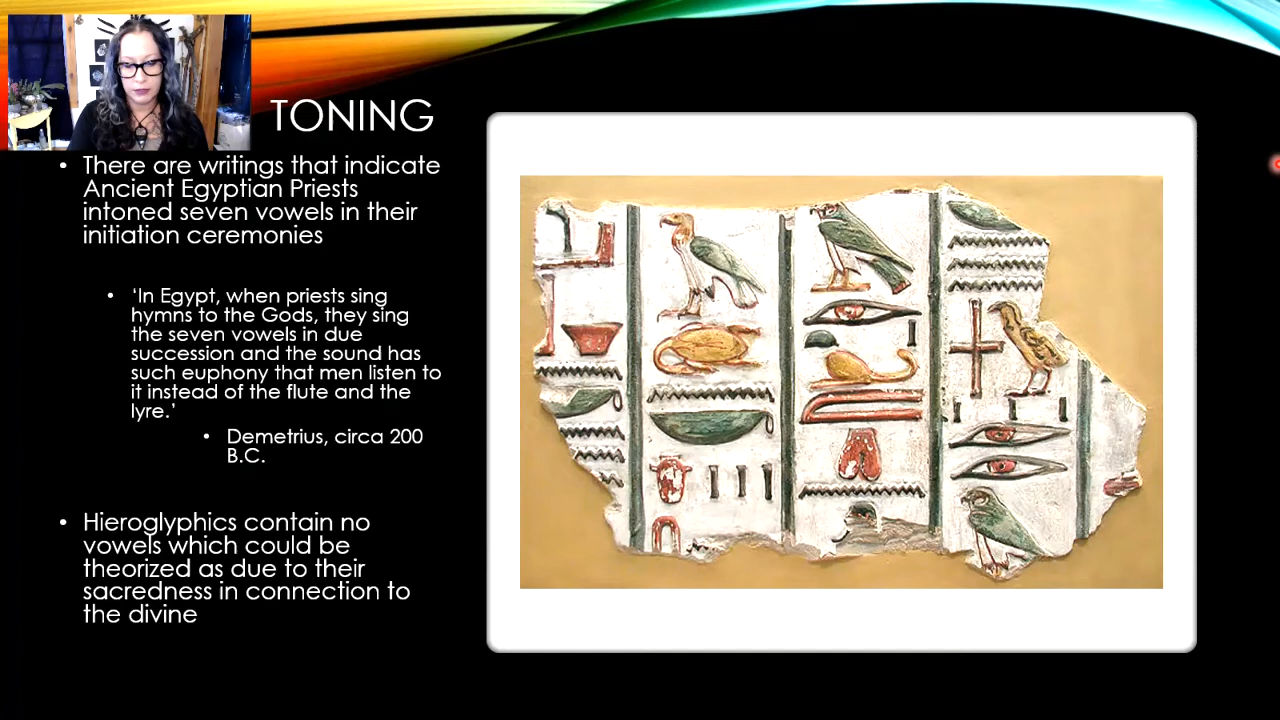 TONING
• There are writings that indicate
Ancient Egyptian Priests
intoned seven vowels in their
initiation ceremonies
• ‘In Egypt, when priests sing
hymns to the Gods, they sing
the seven vowels in due
succession and the sound has
such euphony that men listen to
it instead of the flute and the
lyre.’
• Demetrius, circa 200
B.C.
• Hieroglyphics contain no
vowels which could be
theorized as due to their
sacredness in connection to
the divine